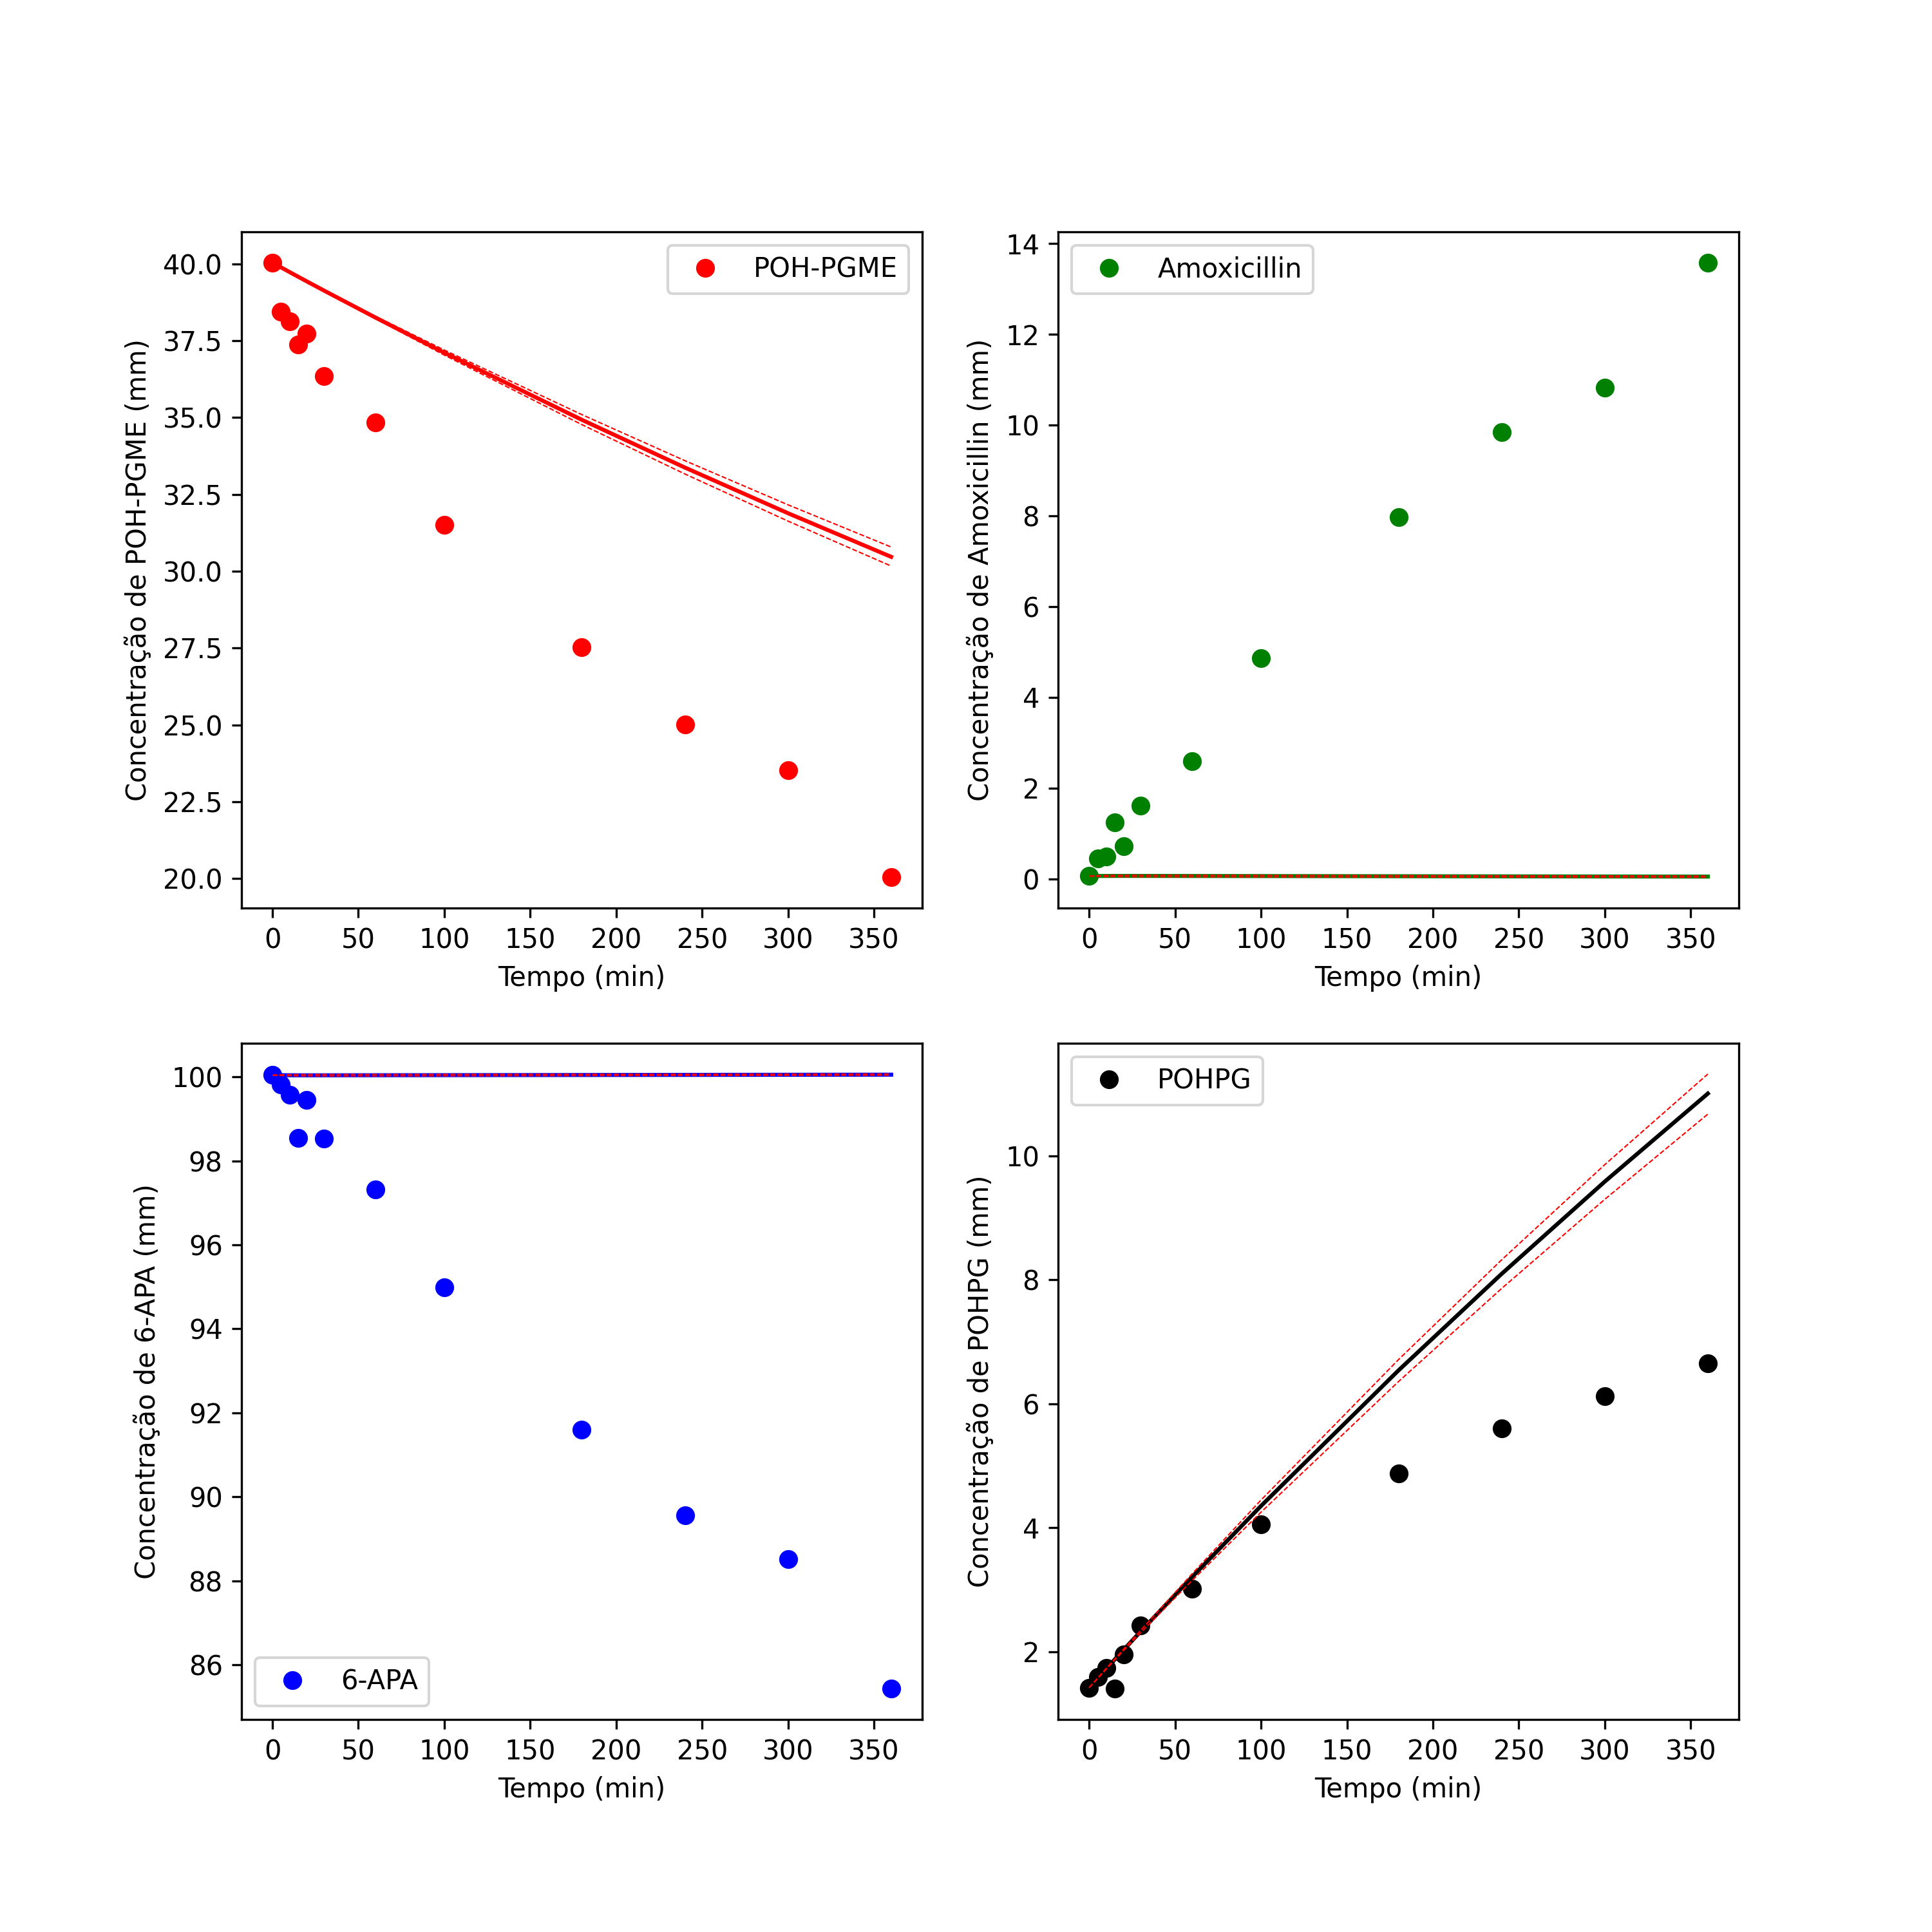 POH-PGME
Concentração de POH-PGME (mm)
40.0
37.5
35.0
32.5
30.0
27.5
25.0
22.5
20.0
0 50 100 150 200 250 300 350
Tempo (min)
Amoxicillin
Concentração de Amoxicillin (mm)
14
12
10
8
6
4
2
0
0 50 100 150 200 250 300 350
Tempo (min)
6-APA
Concentração de 6-APA (mm)
100
98
96
94
92
90
88
86
0 50 100 150 200 250 300 350
Tempo (min)
POHPG
Concentração de POHPG (mm)
10
8
6
4
2
0 50 100 150 200 250 300 350
Tempo (min)